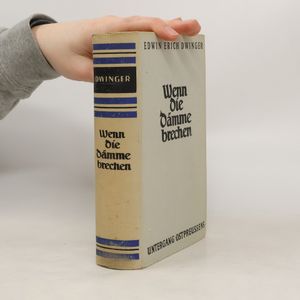 DWINGER
Wenn
die
Dämme
brechen
EDWIN ERICH DWINGER
Wenn
die
Dämme
brechen
UNTERGANG OSTPREUSSENS